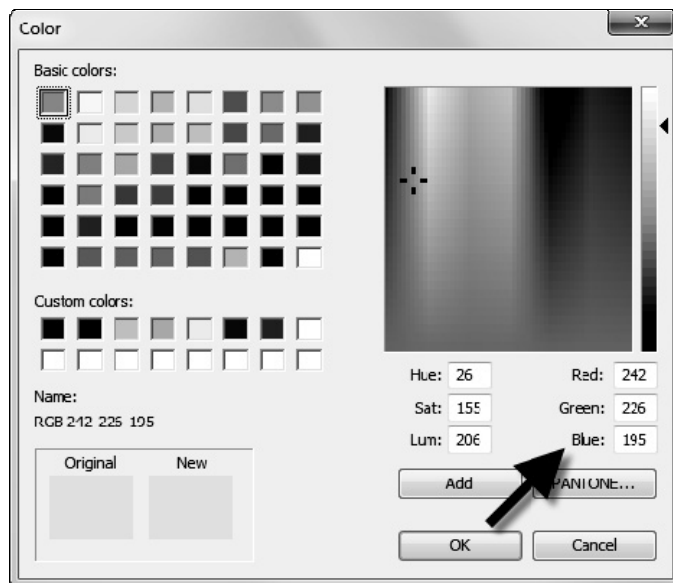 Color
Basic colors:
Custom colors:
Name:
RGB 242 226 195
Original New
Hue: 26 Red: 242
Sat: 155 Green: 226
Lum: 206 Blue: 195
Add PANTONE...
OK Cancel